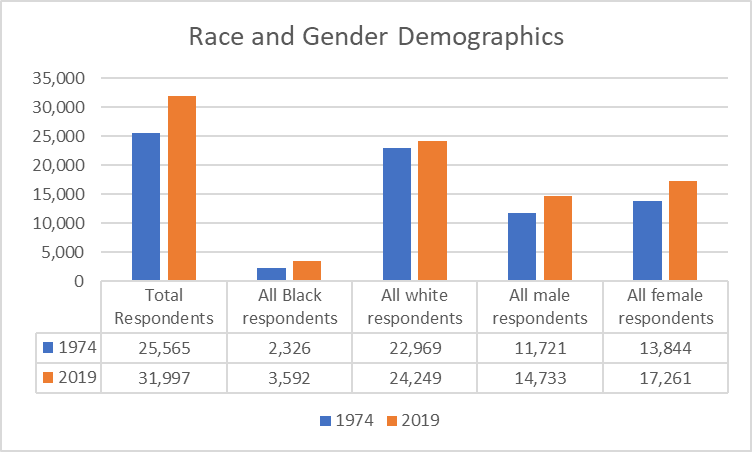 Race and Gender Demographics
35,000
30,000
25,000
20,000
15,000
10,000
5,000
0
Total Respondents
All Black respondents
All white respondents
All male respondents
All female respondents
1974 25,565 2,326 22,969 11,721 13,844
2019 31,997 3,592 24,249 14,733 17,261
1974 2019